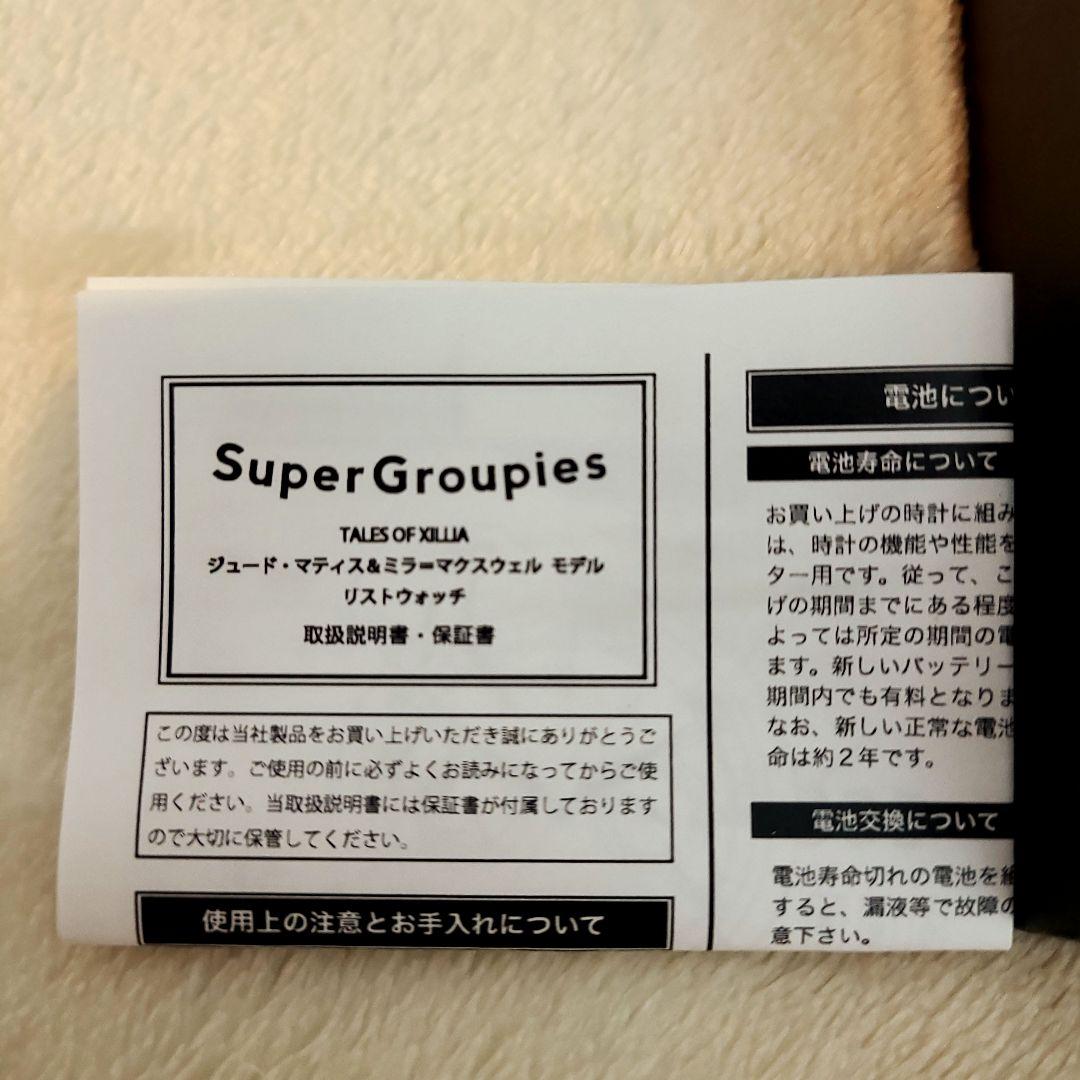 SuperGroupies
TALES OF XILLIA
ジュード・マティス&ミラ=マクスウェル モデル
リストウォッチ
取扱説明書・保証書
この度は当社製品をお買い上げいただき誠にありがとうご
ざいます。ご使用の前に必ずよくお読みになってからご使
用ください。当取扱説明書には保証書が付属しております
ので大切に保管してください。
使用上の注意とお手入れについて
電池につい
電池寿命について
お買い上げの時計に組み
は、時計の機能や性能を
ター用です。従って、こ
げの期間までにある程度
よっては所定の期間の電
ます。新しいバッテリー
期間内でも有料となりま
なお、新しい正常な電池
命は約2年です。
電池交換について
電池寿命切れの電池を
すると、漏液等で故障の
意下さい。